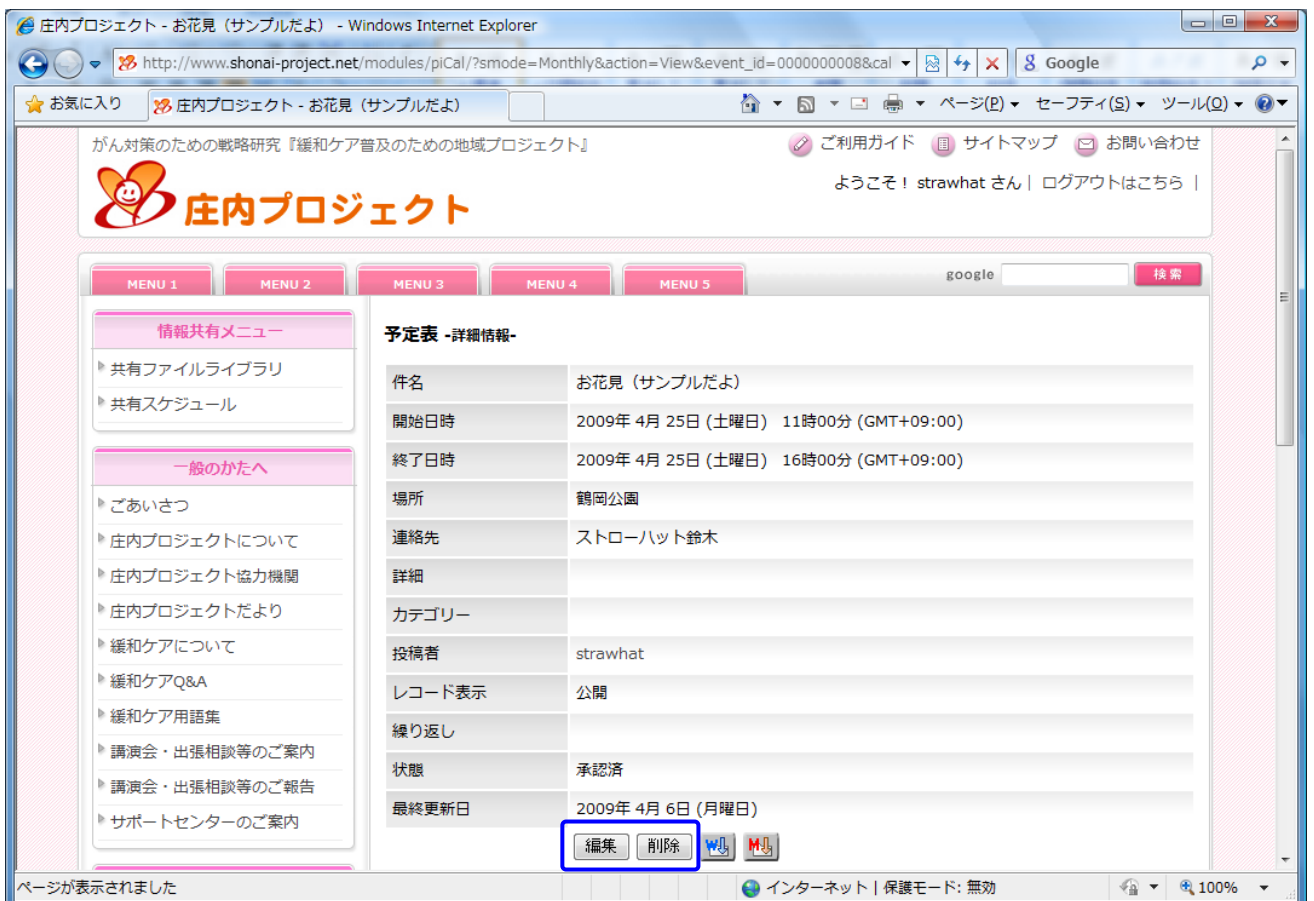 庄内プロジェクト - お花見（サンプルだよ） - Windows Internet Explorer
http://www.shonai-project.net/modules/piCal/?smode=Monthly&action=View&event_id=0000000008&cal
Google
お気に入り
庄内プロジェクト - お花見（サンプルだよ）
ページ(P) セーフティ(S) ツール(O)
がん対策のための戦略研究『緩和ケア普及のための地域プロジェクト』
ご利用ガイド サイトマップ お問い合わせ
庄内プロジェクト
ようこそ！ strawhat さん | ログアウトはこちら |
MENU 1 MENU 2 MENU 3 MENU 4 MENU 5
google 検索
情報共有メニュー
共有ファイルライブラリ
共有スケジュール
一般のかたへ
ごあいさつ
庄内プロジェクトについて
庄内プロジェクト協力機関
庄内プロジェクトだより
緩和ケアについて
緩和ケアQ&A
緩和ケア用語集
講演会・出張相談等のご案内
講演会・出張相談等のご報告
サポートセンターのご案内
予定表 -詳細情報-
件名 お花見（サンプルだよ）
開始日時 2009年 4月 25日 (土曜日) 11時00分 (GMT+09:00)
終了日時 2009年 4月 25日 (土曜日) 16時00分 (GMT+09:00)
場所 鶴岡公園
連絡先 ストローハット鈴木
詳細
カテゴリー
投稿者 strawhat
レコード表示 公開
繰り返し
状態 承認済
最終更新日 2009年 4月 6日 (月曜日)
編集 削除 W M
ページが表示されました
インターネット | 保護モード: 無効
100%